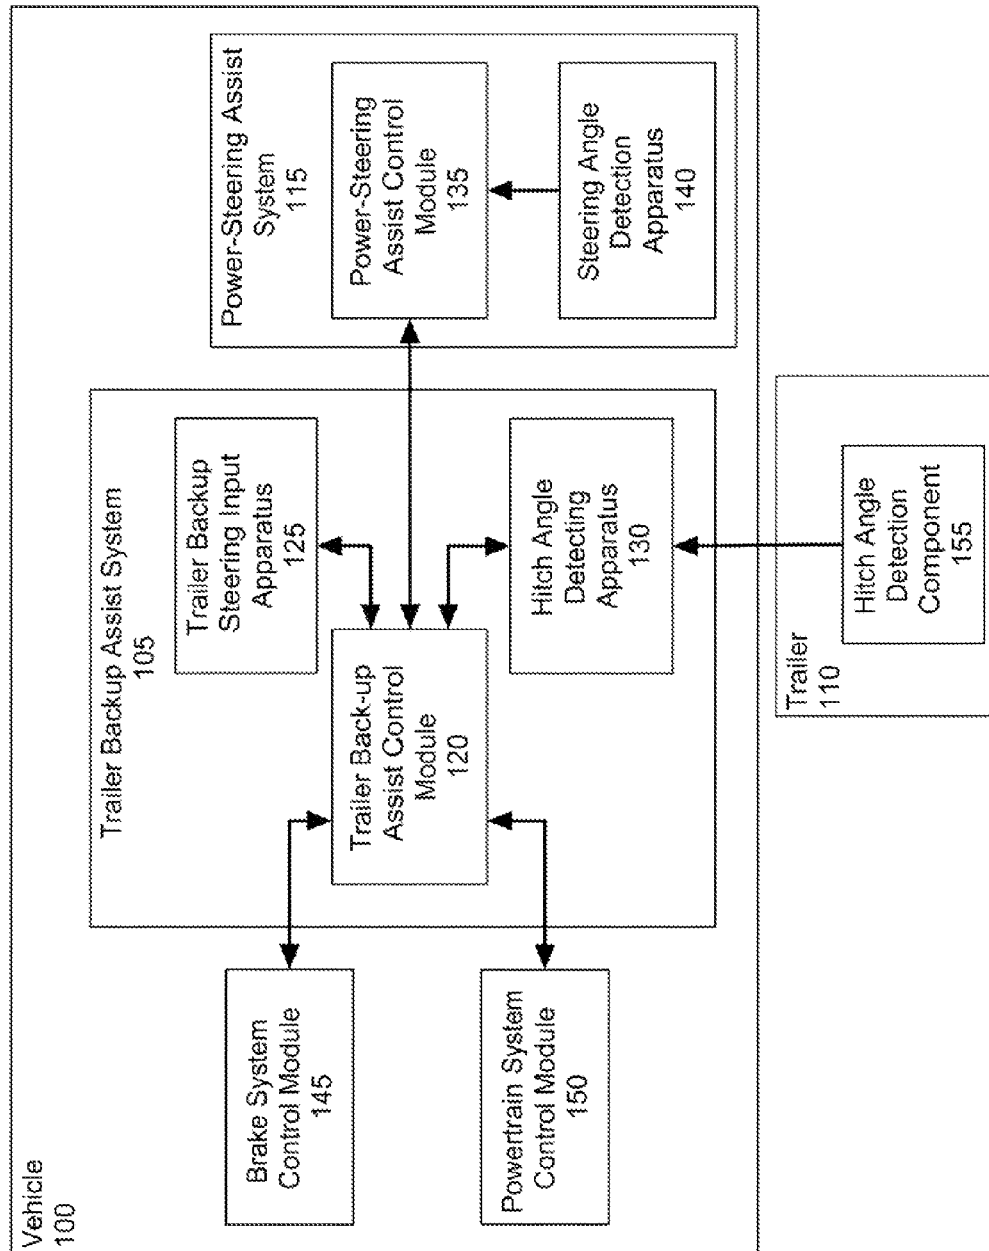 Vehicle
100
Trailer Backup Assist System
105
Power-Steering Assist
System
115
Brake System
Control Module
145
Trailer Back-up
Assist Control
Module
120
Trailer Backup
Steering Input
Apparatus
125
Power-Steering
Assist Control
Module
135
Powertrain System
Control Module
150
Hitch Angle
Detecting
Apparatus
130
Steering Angle
Detection
Apparatus
140
Trailer
110
Hitch Angle
Detection
Component
155